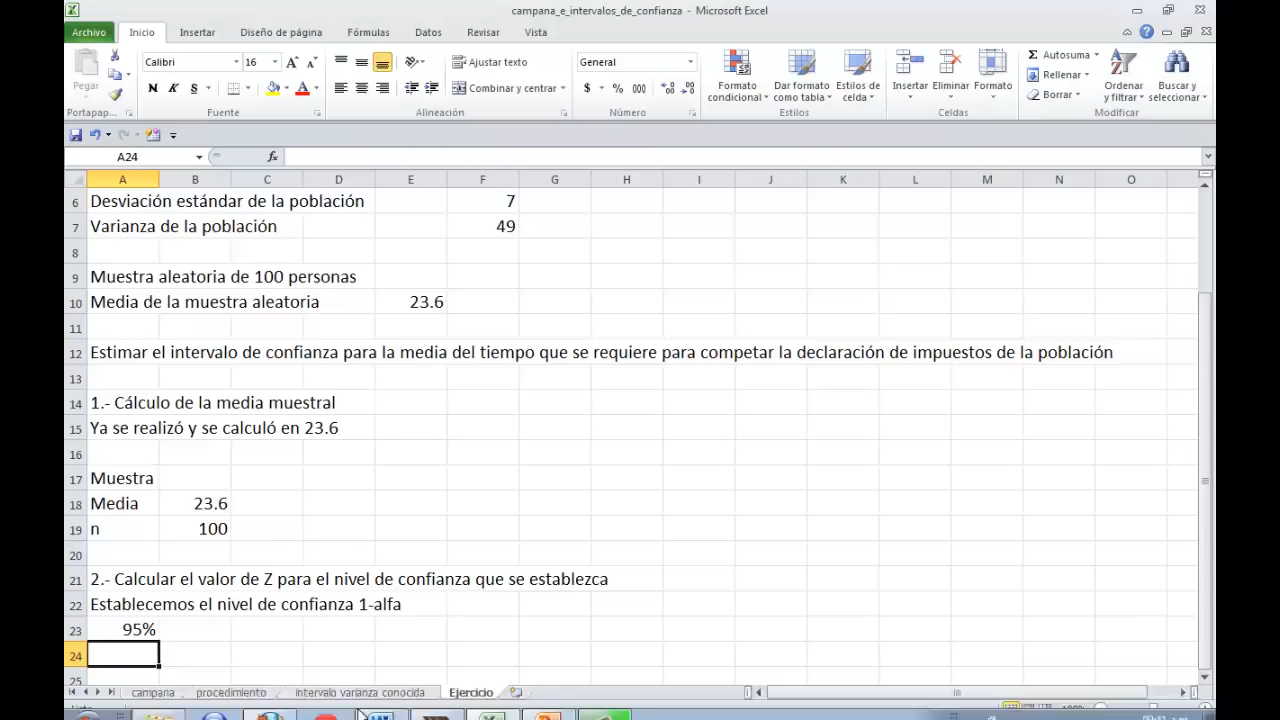 campana_e_intervalos_de_confianza - Microsoft Excel
Archivo Inicio Insertar Diseño de página Fórmulas Datos Revisar Vista
Pegar
Calibri 16
N K S
Ajustar texto
Combinar y centrar
General
$ % 000
Formato condicional
Dar formato como tabla
Estilos de celda
Insertar Eliminar Formato
Autosuma
Rellenar
Borrar
Ordenar y filtrar
Buscar y seleccionar
Portapap... Fuente Alineación Número Estilos Celdas Modificar
A24 fx
A B C D E F G H I J K L M N O
6 Desviación estándar de la población 7
7 Varianza de la población 49
8
9 Muestra aleatoria de 100 personas
10 Media de la muestra aleatoria 23.6
11
12 Estimar el intervalo de confianza para la media del tiempo que se requiere para competar la declaración de impuestos de la población
13
14 1.- Cálculo de la media muestral
15 Ya se realizó y se calculó en 23.6
16
17 Muestra
18 Media 23.6
19 n 100
20
21 2.- Calcular el valor de Z para el nivel de confianza que se establezca
22 Establecemos el nivel de confianza 1-alfa
23 95%
24
25
campana procedimiento intervalo varianza conocida Ejercicio